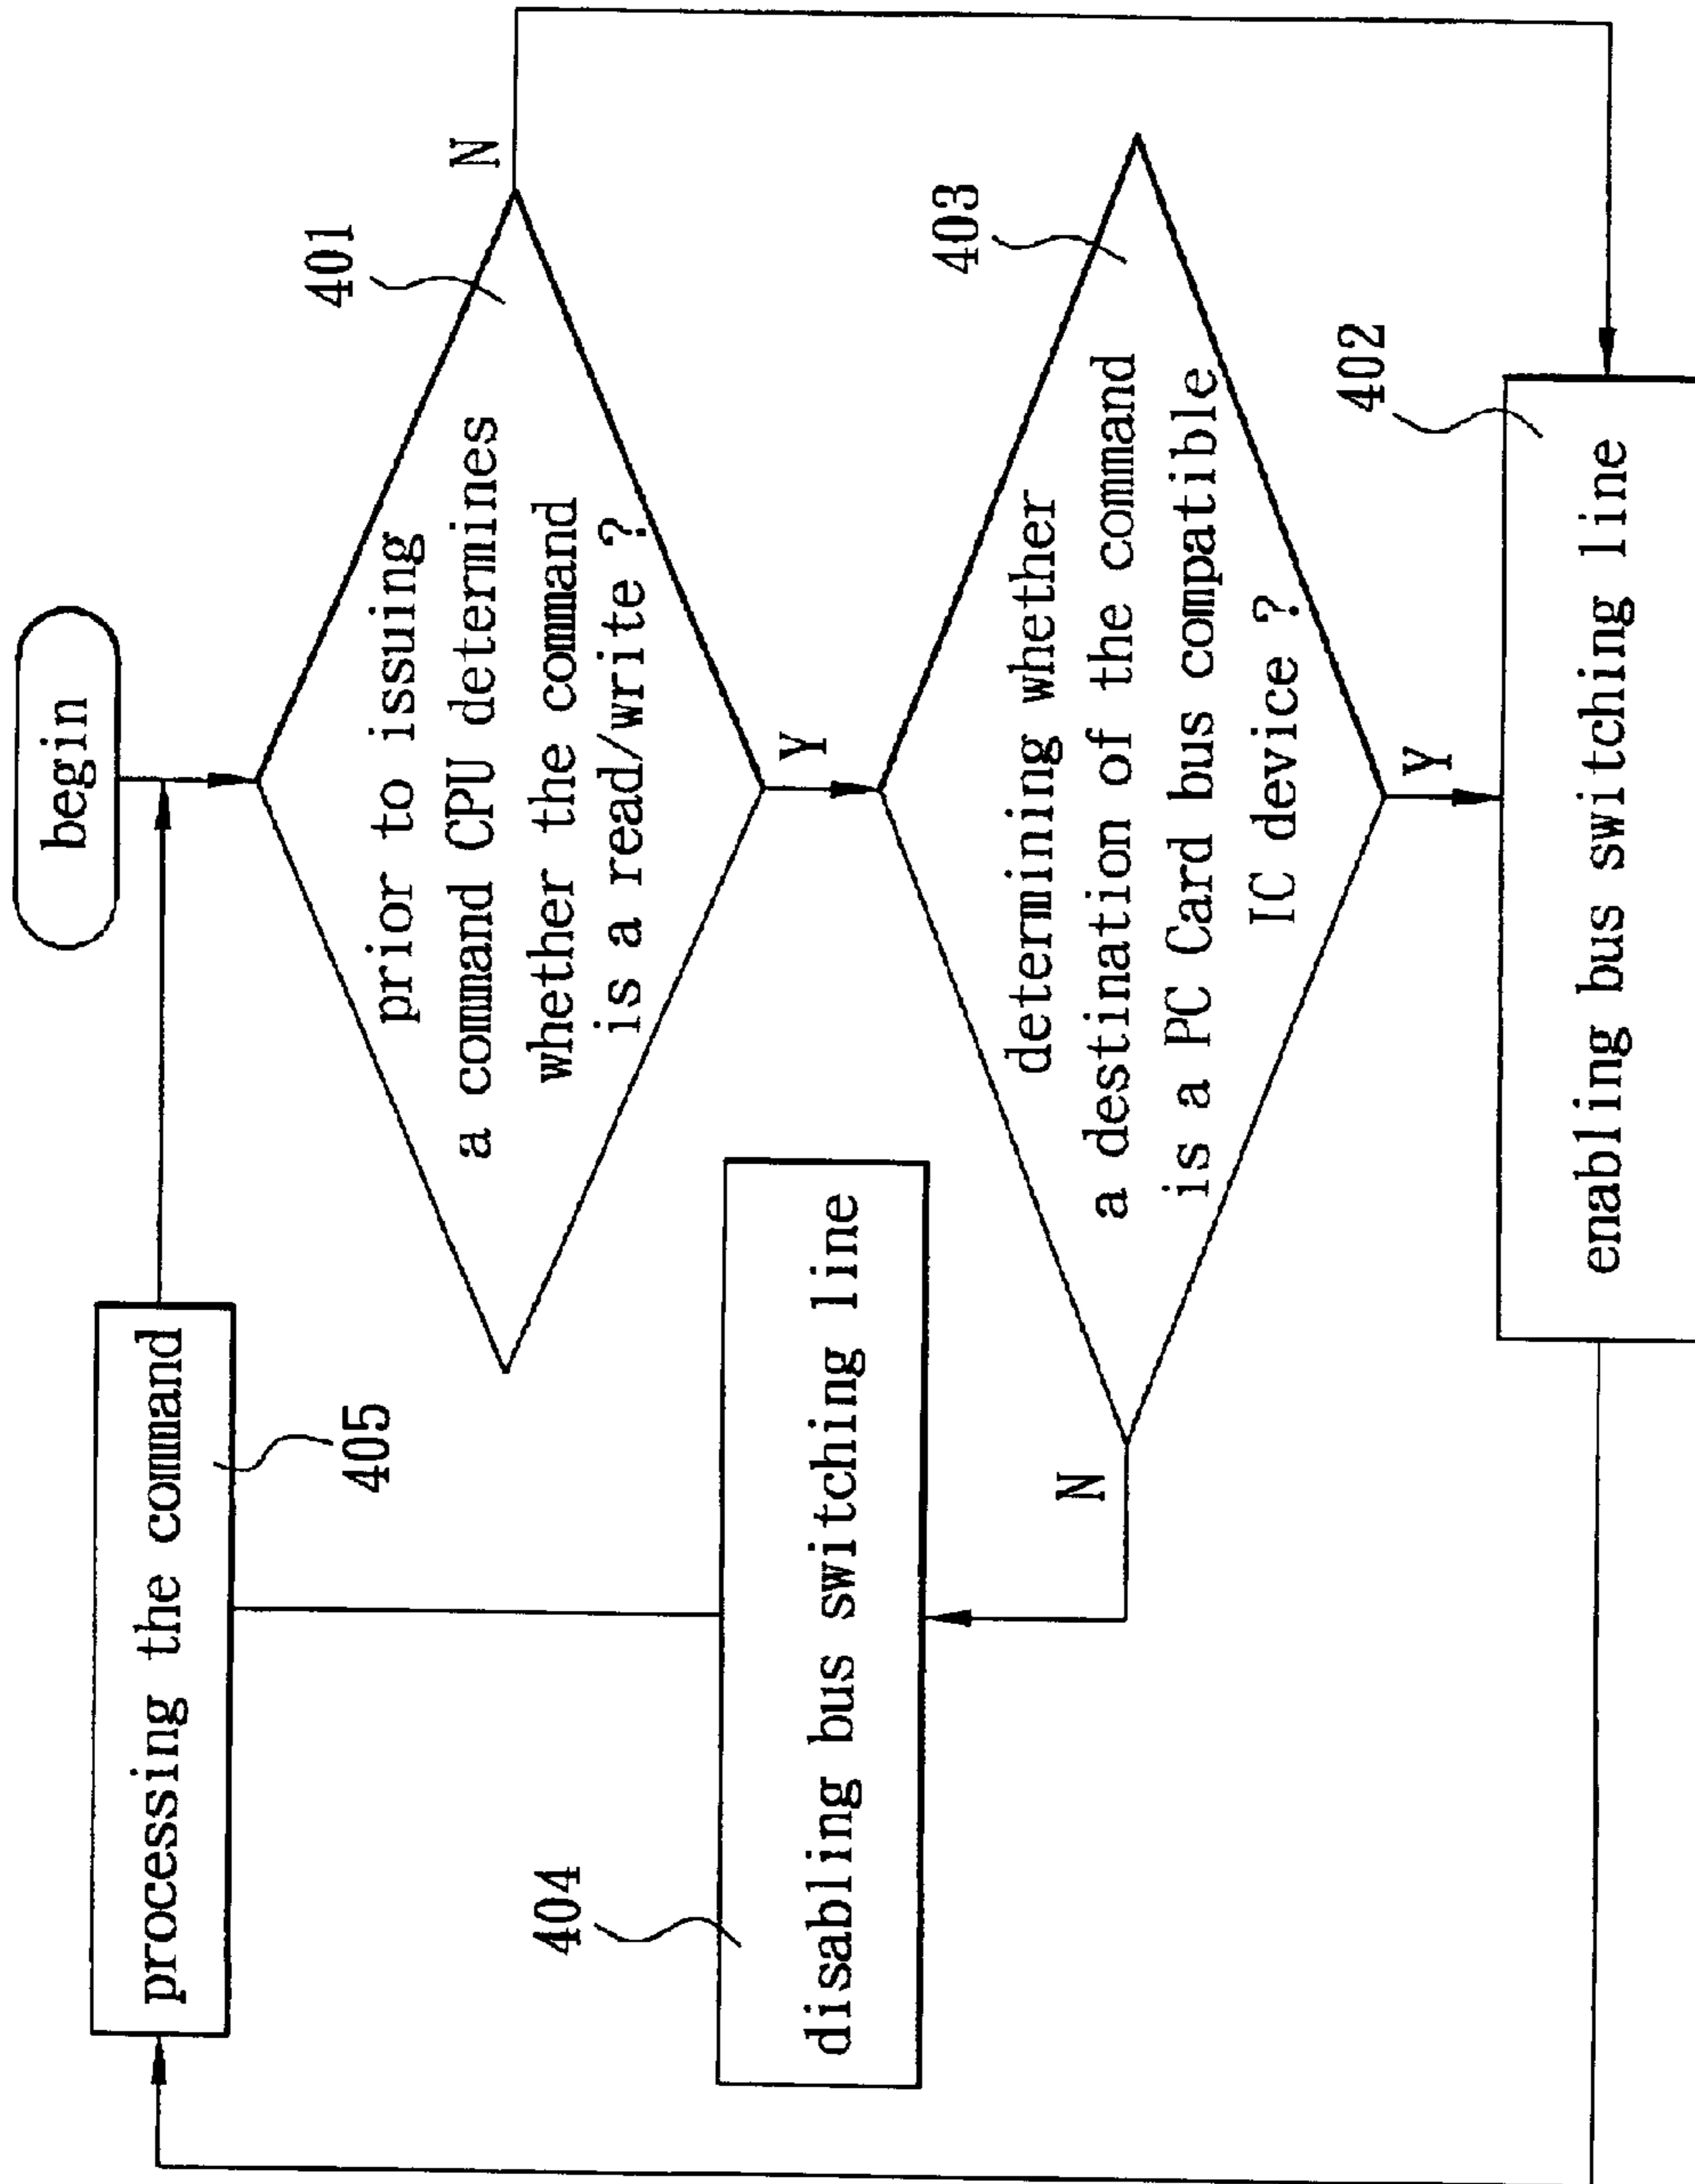 begin
401
prior to issuing
a command CPU determines
whether the command
is a read/write ?
N
Y
403
determining whether
a destination of the command
is a PC Card bus compatible
IC device ?
N
Y
402
enabling bus switching line
404
disabling bus switching line
405
processing the command